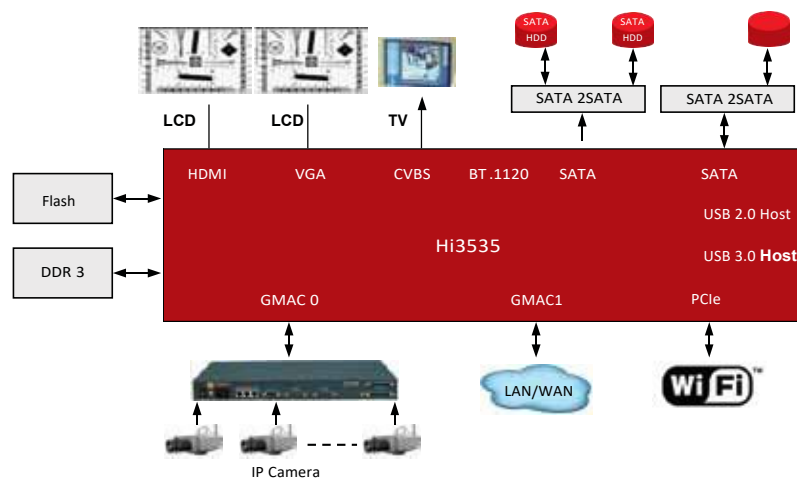 SATA
HDD
SATA
HDD
SATA 2SATA
SATA 2SATA
LCD
LCD
TV
HDMI
VGA
CVBS
BT .1120
SATA
SATA
Flash
USB 2.0 Host
Hi3535
USB 3.0 Host
DDR 3
GMAC 0
GMAC1
PCIe
LAN/WAN
Wi Fi™
IP Camera